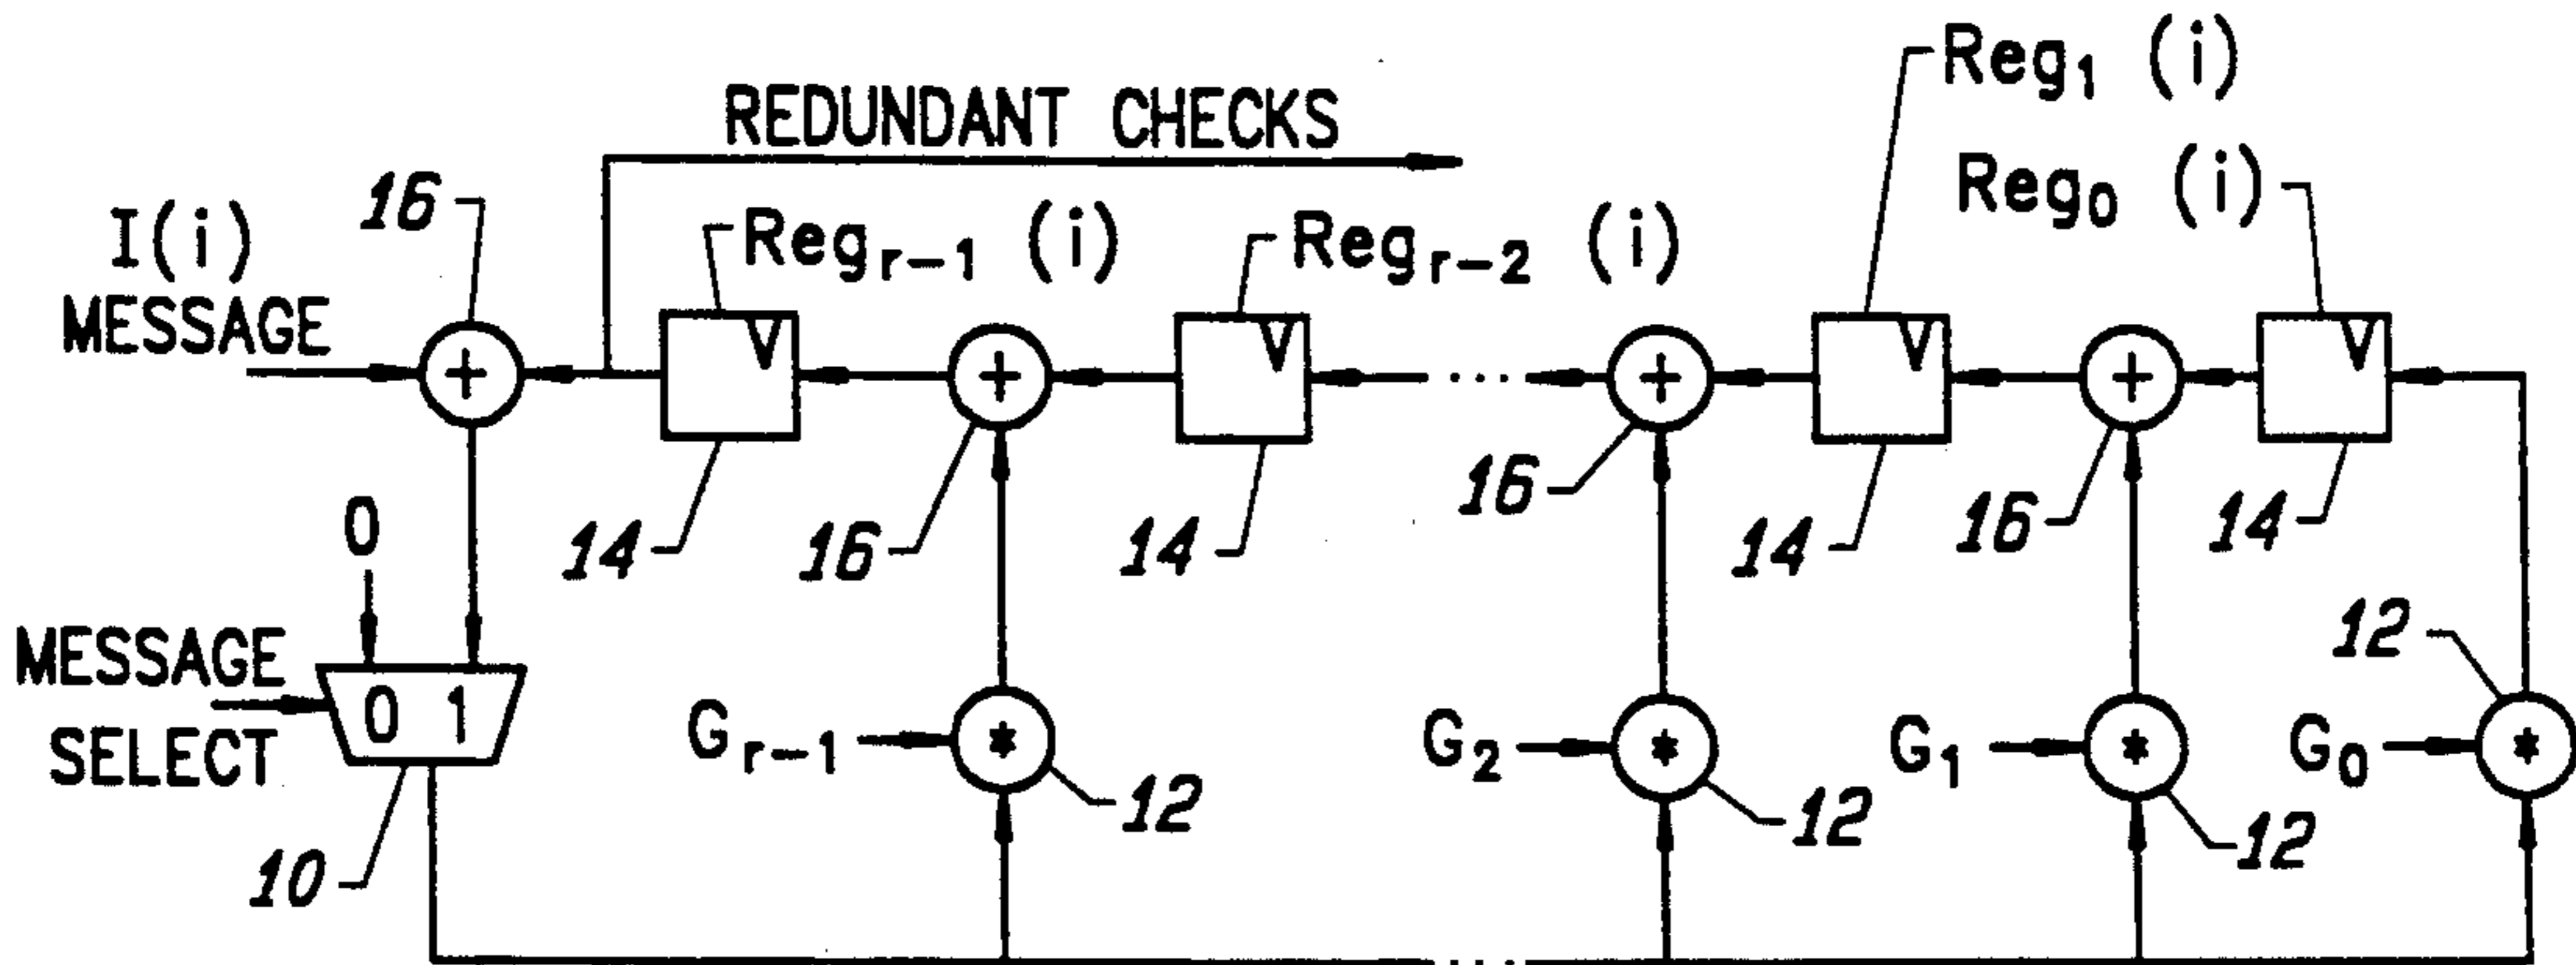 Reg₁ (i)
REDUNDANT CHECKS
Reg₀ (i)
16
I(i)
MESSAGE
Regᵣ₋₁ (i)
Regᵣ₋₂ (i)
+
+
+
+
16
16
0
14
16
14
14
14
MESSAGE
SELECT
0 1
12
Gᵣ₋₁
*
G₂
*
G₁
*
G₀
*
12
12
12
10